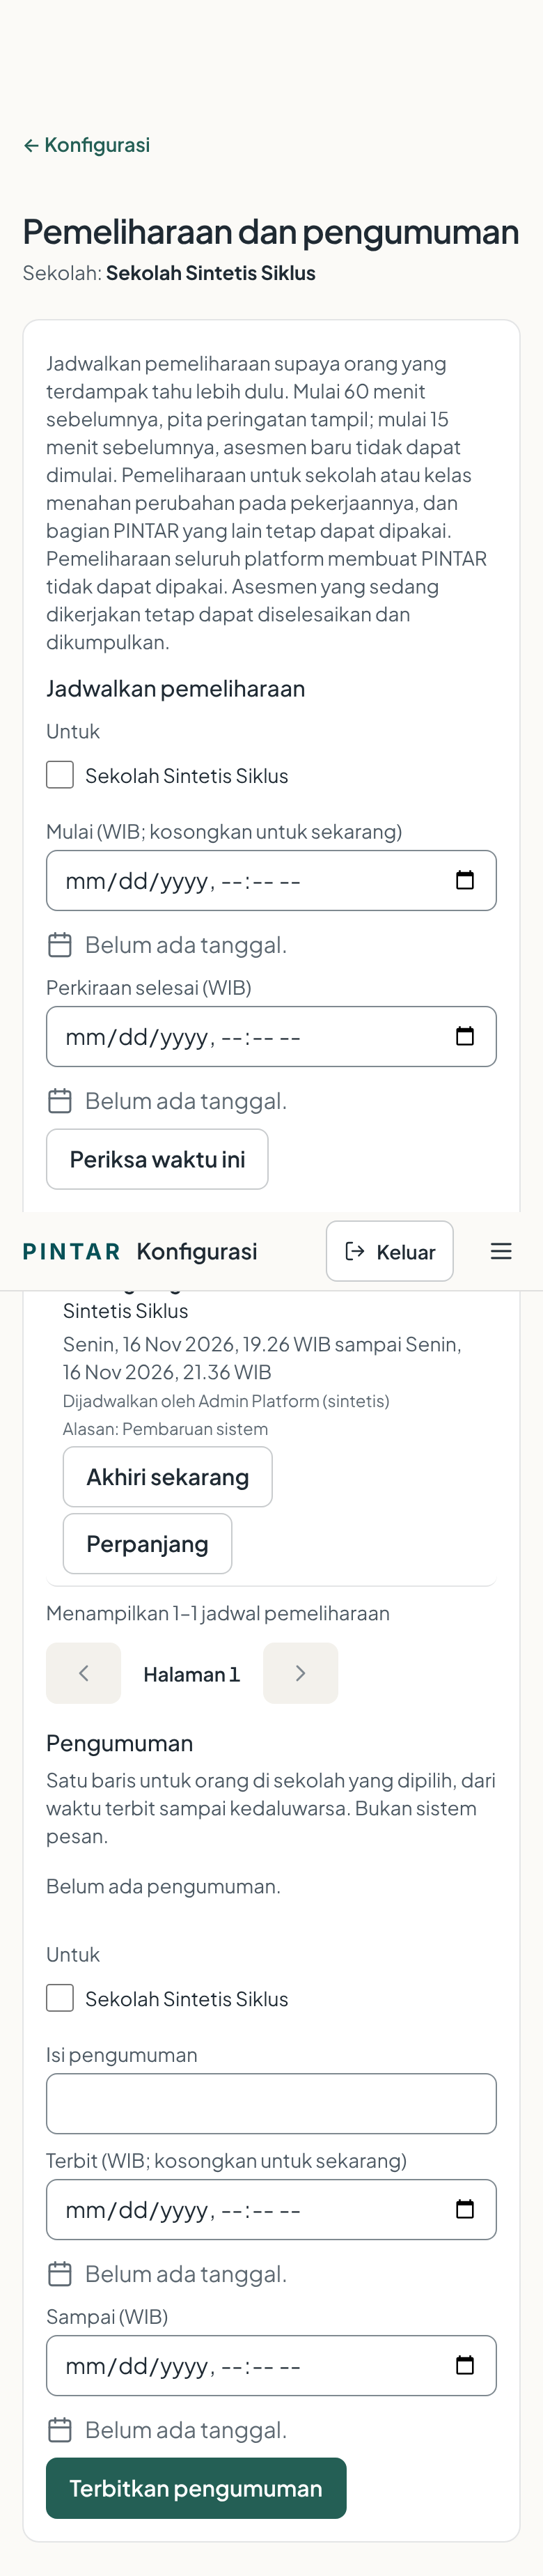 ← Konfigurasi
Pemeliharaan dan pengumuman
Sekolah: Sekolah Sintetis Siklus
Jadwalkan pemeliharaan supaya orang yang
terdampak tahu lebih dulu. Mulai 60 menit
sebelumnya, pita peringatan tampil; mulai 15
menit sebelumnya, asesmen baru tidak dapat
dimulai. Pemeliharaan untuk sekolah atau kelas
menahan perubahan pada pekerjaannya, dan
bagian PINTAR yang lain tetap dapat dipakai.
Pemeliharaan seluruh platform membuat PINTAR
tidak dapat dipakai. Asesmen yang sedang
dikerjakan tetap dapat diselesaikan dan
dikumpulkan.
Jadwalkan pemeliharaan
Untuk
Sekolah Sintetis Siklus
Mulai (WIB; kosongkan untuk sekarang)
mm/dd/yyyy, --:-- --
Belum ada tanggal.
Perkiraan selesai (WIB)
mm/dd/yyyy, --:-- --
Belum ada tanggal.
Periksa waktu ini
PINTAR Konfigurasi Keluar
Sintetis Siklus
Senin, 16 Nov 2026, 19.26 WIB sampai Senin,
16 Nov 2026, 21.36 WIB
Dijadwalkan oleh Admin Platform (sintetis)
Alasan: Pembaruan sistem
Akhiri sekarang
Perpanjang
Menampilkan 1–1 jadwal pemeliharaan
Halaman 1
Pengumuman
Satu baris untuk orang di sekolah yang dipilih, dari
waktu terbit sampai kedaluwarsa. Bukan sistem
pesan.
Belum ada pengumuman.
Untuk
Sekolah Sintetis Siklus
Isi pengumuman
Terbit (WIB; kosongkan untuk sekarang)
mm/dd/yyyy, --:-- --
Belum ada tanggal.
Sampai (WIB)
mm/dd/yyyy, --:-- --
Belum ada tanggal.
Terbitkan pengumuman